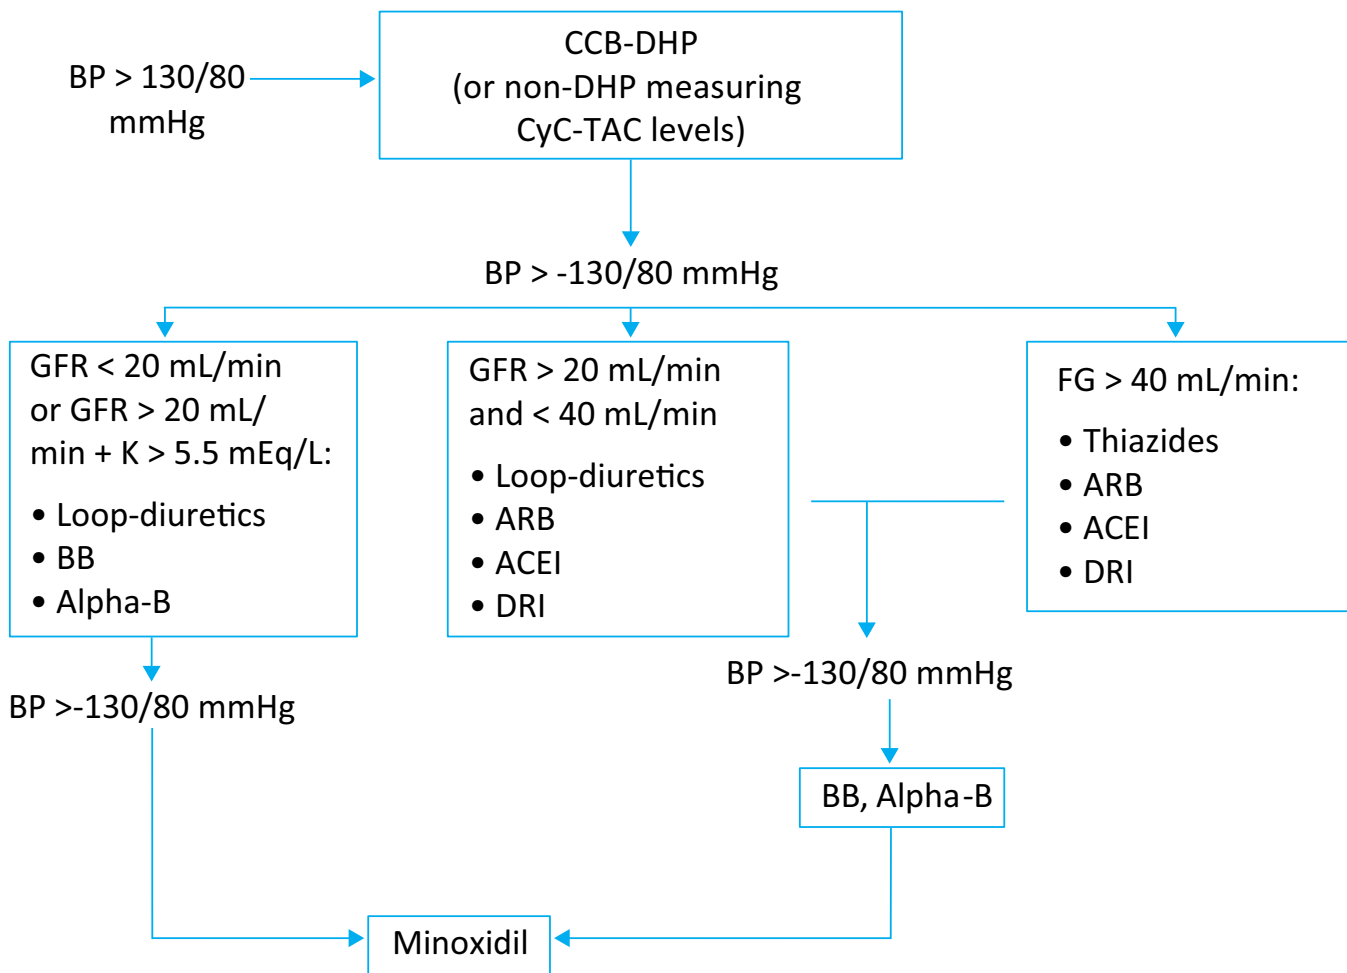 BP > 130/80
mmHg
CCB-DHP
(or non-DHP measuring
CyC-TAC levels)
BP > -130/80 mmHg
GFR < 20 mL/min
or GFR > 20 mL/
min + K > 5.5 mEq/L:
• Loop-diuretics
• BB
• Alpha-B
GFR > 20 mL/min
and < 40 mL/min
• Loop-diuretics
• ARB
• ACEI
• DRI
FG > 40 mL/min:
• Thiazides
• ARB
• ACEI
• DRI
BP >-130/80 mmHg
BP >-130/80 mmHg
BB, Alpha-B
Minoxidil